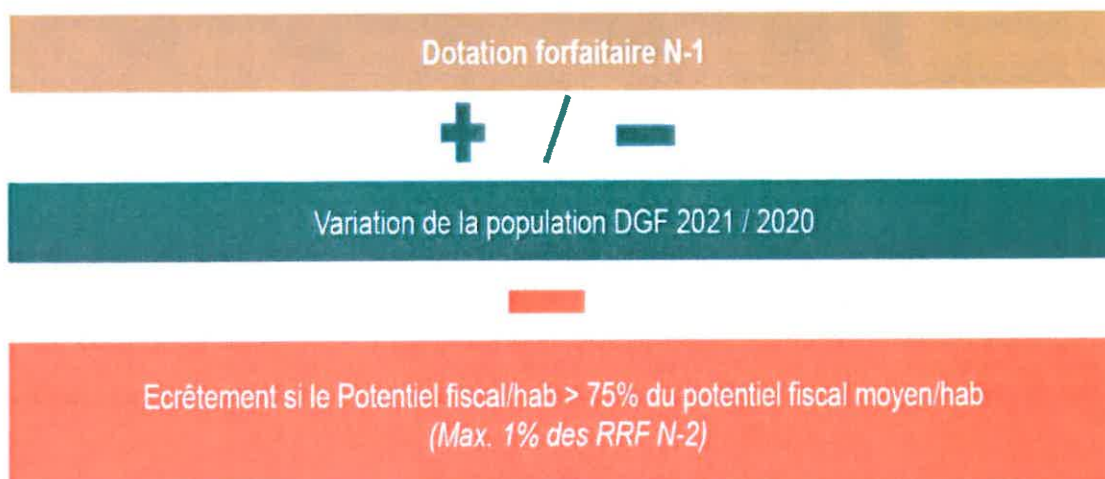 Dotation forfaitaire N-1
+ / -
Variation de la population DGF 2021 / 2020
-
Ecrêtement si le Potentiel fiscal/hab > 75% du potentiel fiscal moyen/hab
(Max. 1% des RRF N-2)